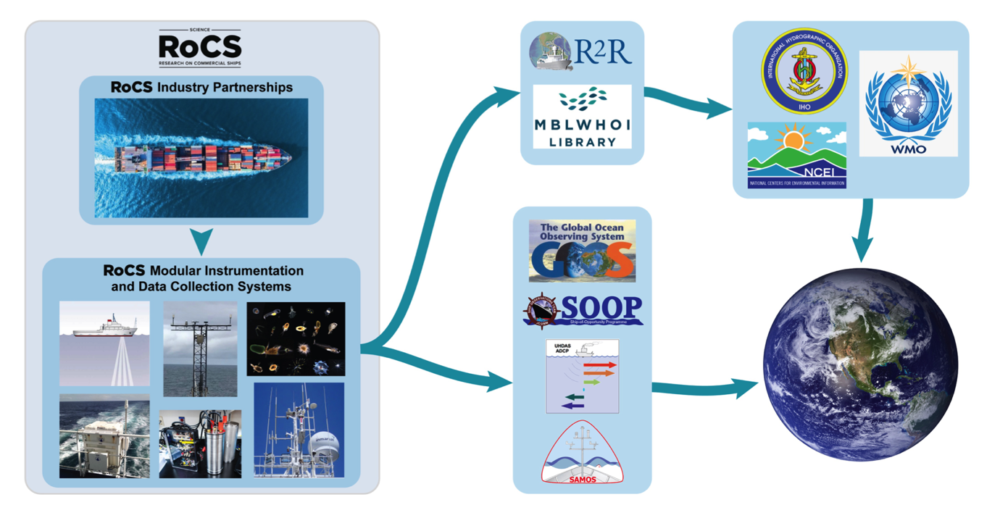 SCIENCE
RoCS
RESEARCH ON COMMERCIAL SHIPS
RoCS Industry Partnerships
RoCS Modular Instrumentation
and Data Collection Systems
inmarsat
R2R
MBLWHOI
LIBRARY
INTERNATIONAL HYDROGRAPHIC ORGANIZATION
IHO
WMO
NCEI
NATIONAL CENTERS FOR ENVIRONMENTAL INFORMATION
The Global Ocean
Observing System
GOOS
SOOP
Ship-of-Opportunity Programme
UHDAS
ADCP
SAMOS